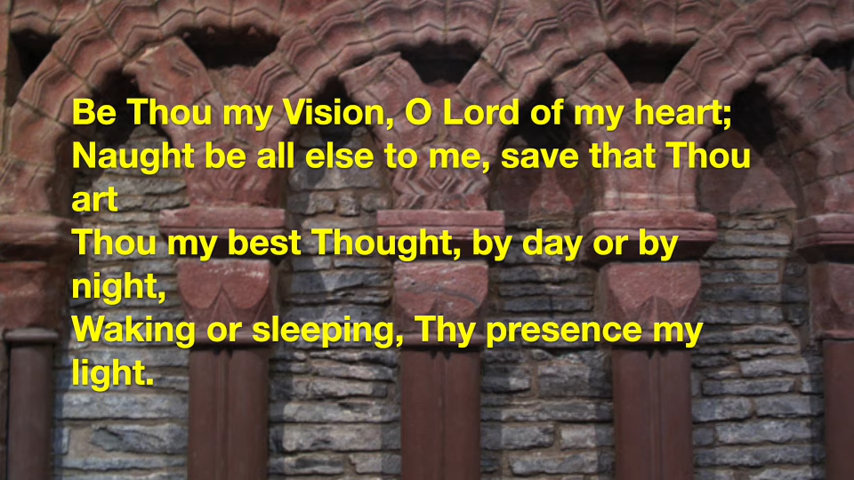 Be Thou my Vision, O Lord of my heart;
Naught be all else to me, save that Thou
art
Thou my best Thought, by day or by
night,
Waking or sleeping, Thy presence my
light.